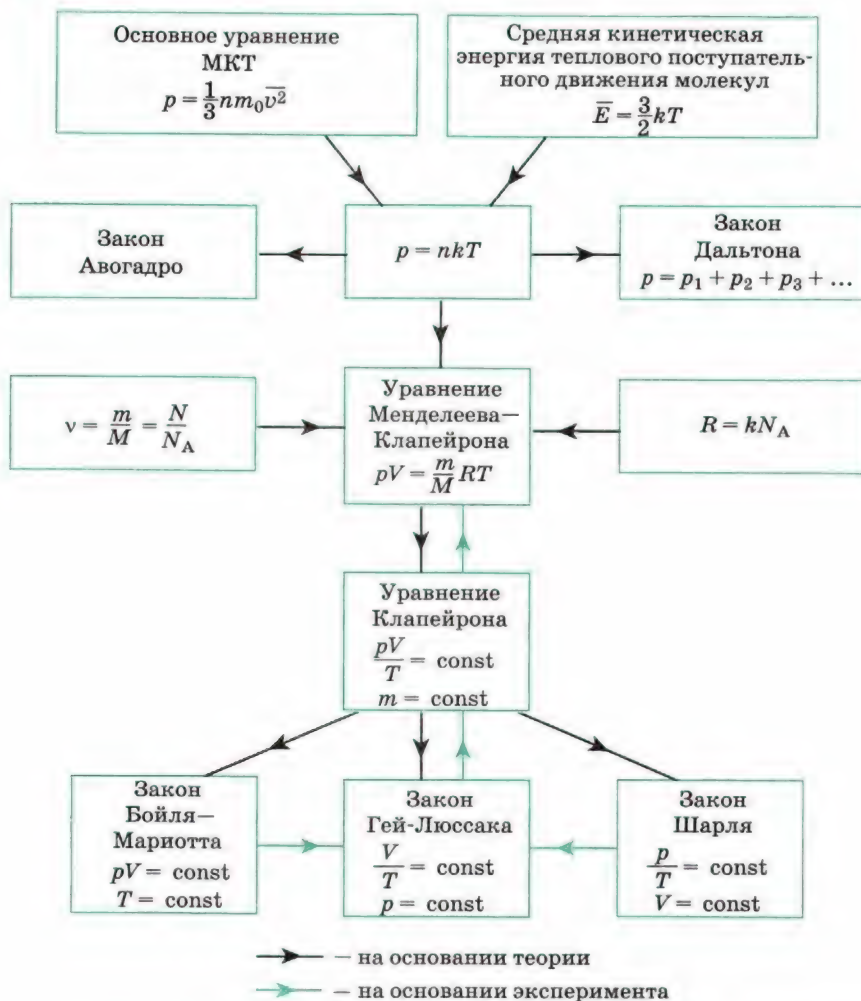 Основное уравнение
МКТ
p = 1/3 nm₀v̅²̅
Средняя кинетическая
энергия теплового поступатель-
ного движения молекул
E̅ = 3/2 kT
Закон
Авогадро
p = nkT
Закон
Дальтона
p = p₁ + p₂ + p₃ + ...
ν = m/M = N/N_A
Уравнение
Менделеева—
Клапейрона
pV = m/M RT
R = kN_A
Уравнение
Клапейрона
pV/T = const
m = const
Закон
Бойля—
Мариотта
pV = const
T = const
Закон
Гей-Люссака
V/T = const
p = const
Закон
Шарля
p/T = const
V = const
— на основании теории
— на основании эксперимента